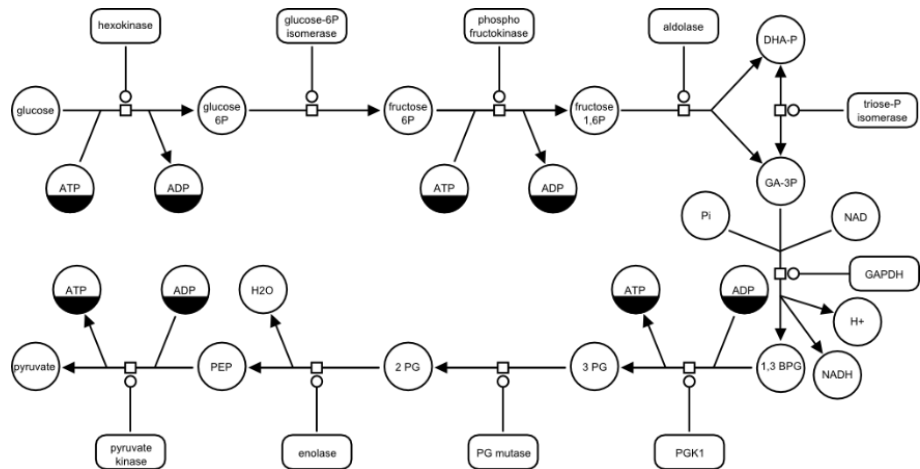 hexokinase
glucose-6P
isomerase
phospho
fructokinase
aldolase
DHA-P
glucose
glucose
6P
fructose
6P
fructose
1,6P
triose-P
isomerase
ATP
ADP
ATP
ADP
GA-3P
Pi
NAD
GAPDH
ATP
ADP
H2O
ATP
ADP
H+
pyruvate
PEP
2 PG
3 PG
1,3 BPG
NADH
pyruvate
kinase
enolase
PG mutase
PGK1